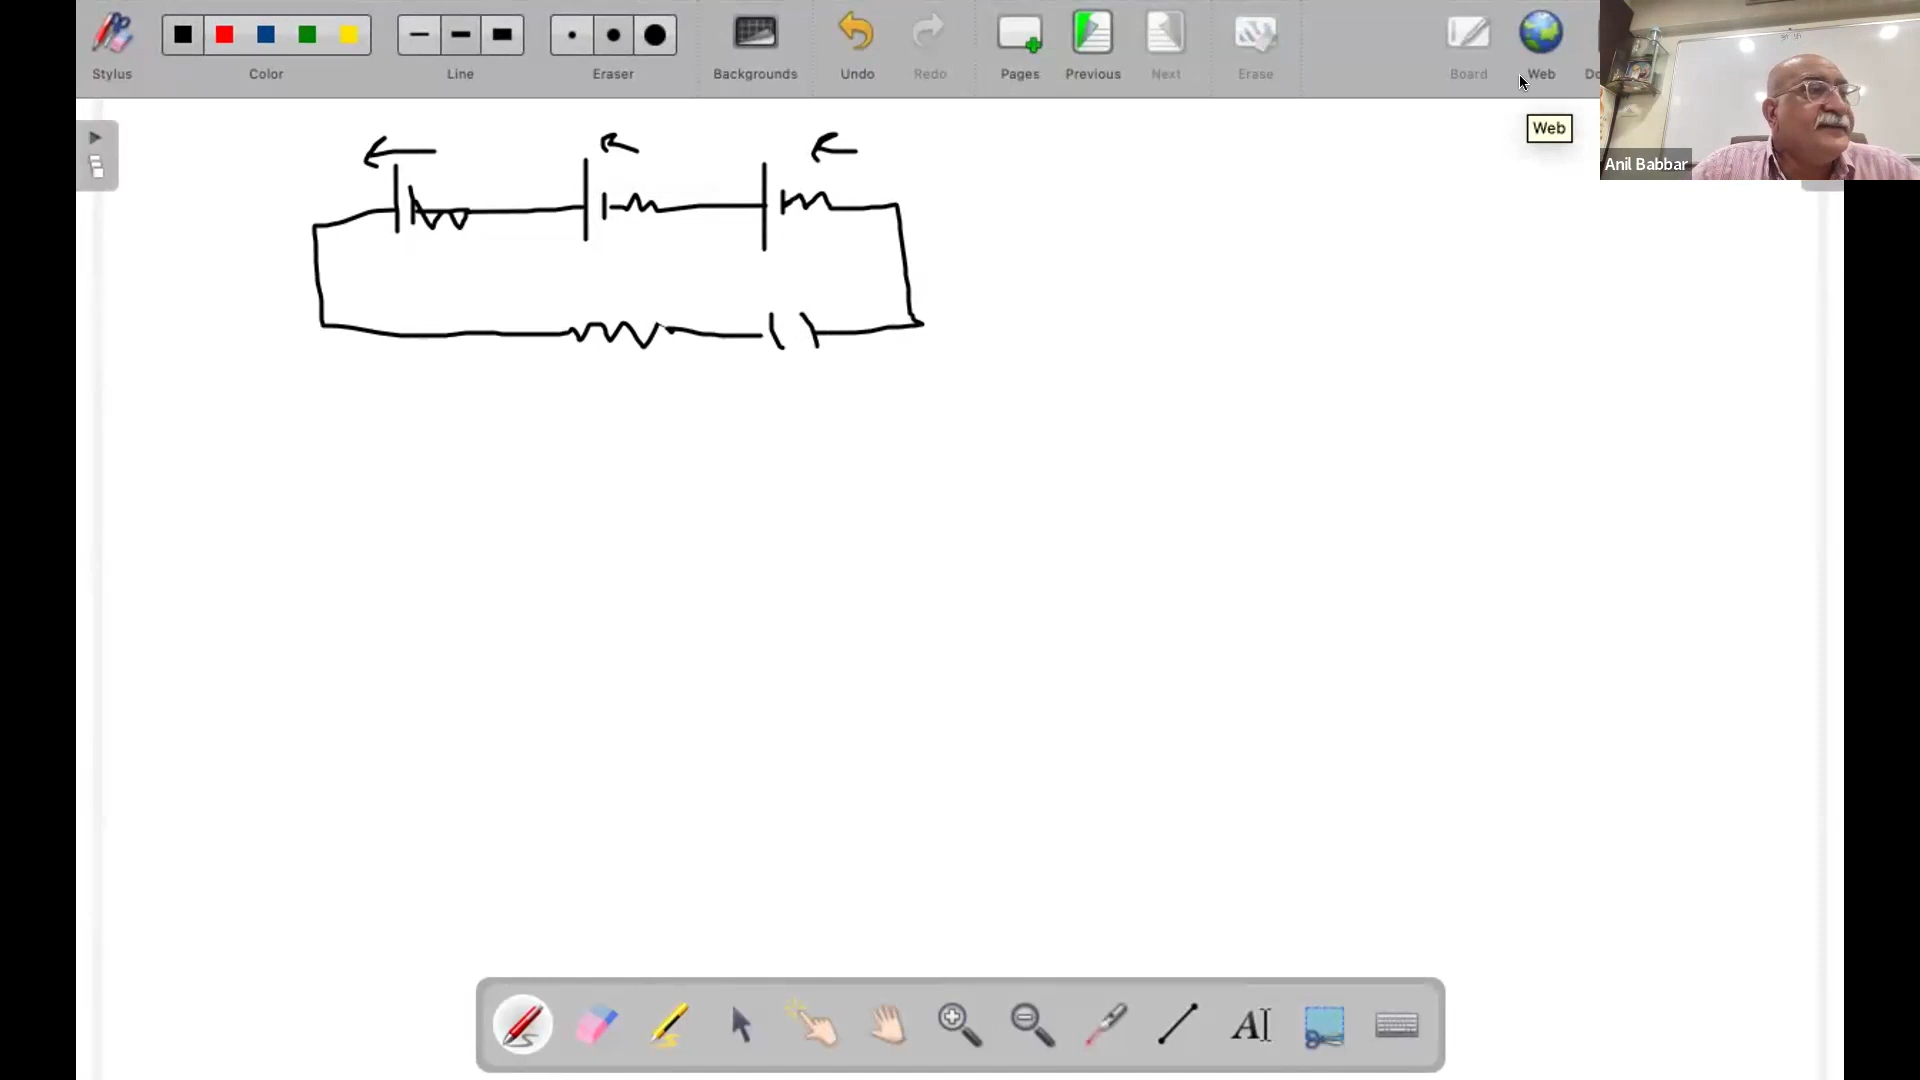 Stylus
Color
Line
Eraser
Backgrounds
Undo
Redo
Pages
Previous
Next
Erase
Board
Web
Web
Anil Babbar